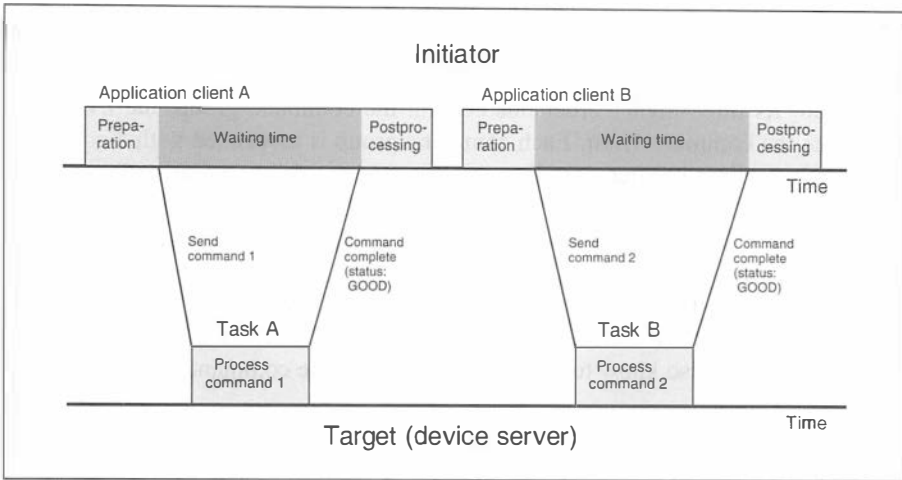 Initiator
Application client A
Application client B
Prepa-
ration
Waiting time
Postpro-
cessing
Prepa-
ration
Waiting time
Postpro-
cessing
Time
Send
command 1
Command
complete
(status:
GOOD)
Send
command 2
Command
complete
(status:
GOOD)
Task A
Task B
Process
command 1
Process
command 2
Time
Target (device server)